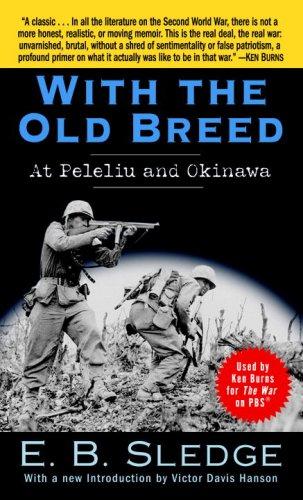 "A classic . . . In all the literature on the Second World War, there is not a
more honest, realistic, or moving memoir. This is the real deal, the real war:
unvarnished, brutal, without a shred of sentimentality or false patriotism, a
profound primer on what it actually was like to be in that war." —KEN BURNS
WITH THE
OLD BREED
At Peleliu and Okinawa
Used by
Ken Burns
for The War
on PBS®
E. B. SLEDGE
With a new Introduction by Victor Davis Hanson